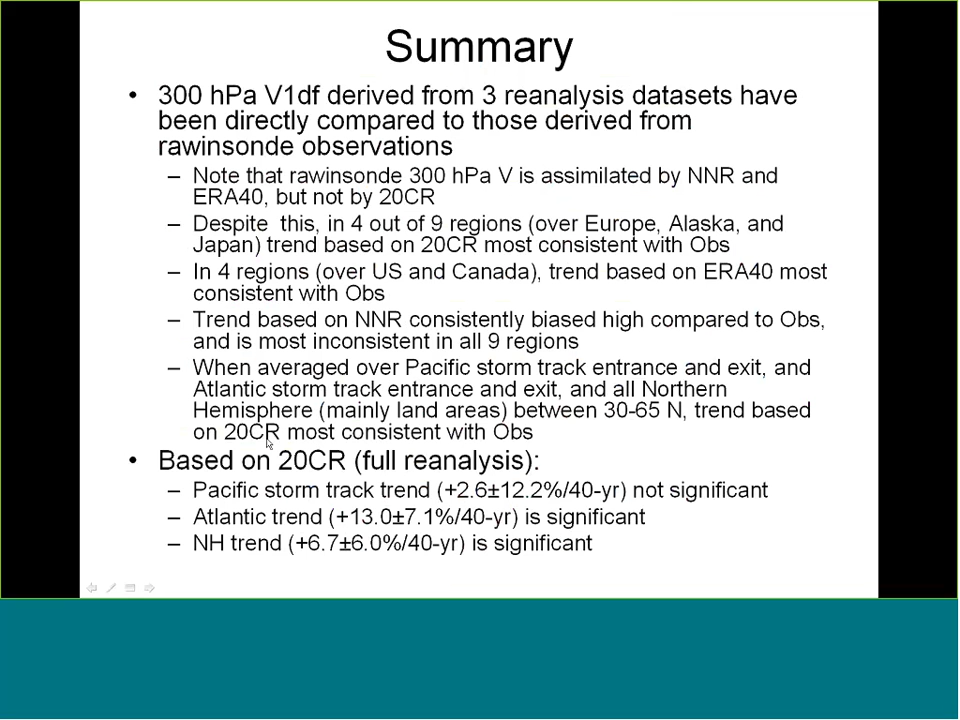 Summary
• 300 hPa V1df derived from 3 reanalysis datasets have
been directly compared to those derived from
rawinsonde observations
– Note that rawinsonde 300 hPa V is assimilated by NNR and
ERA40, but not by 20CR
– Despite this, in 4 out of 9 regions (over Europe, Alaska, and
Japan) trend based on 20CR most consistent with Obs
– In 4 regions (over US and Canada), trend based on ERA40 most
consistent with Obs
– Trend based on NNR consistently biased high compared to Obs,
and is most inconsistent in all 9 regions
– When averaged over Pacific storm track entrance and exit, and
Atlantic storm track entrance and exit, and all Northern
Hemisphere (mainly land areas) between 30-65 N, trend based
on 20CR most consistent with Obs
• Based on 20CR (full reanalysis):
– Pacific storm track trend (+2.6±12.2%/40-yr) not significant
– Atlantic trend (+13.0±7.1%/40-yr) is significant
– NH trend (+6.7±6.0%/40-yr) is significant